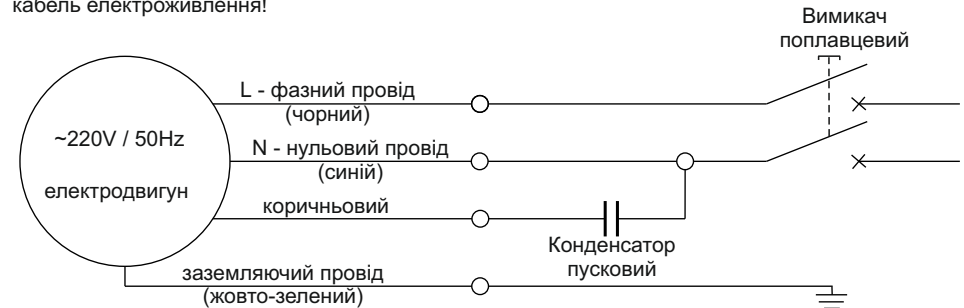 кабель електроживлення!
Вимикач
поплавцевий
L - фазний провід
(чорний)
~220V / 50Hz
N - нульовий провід
(синій)
електродвигун
коричньовий
Конденсатор
пусковий
заземляючий провід
(жовто-зелений)